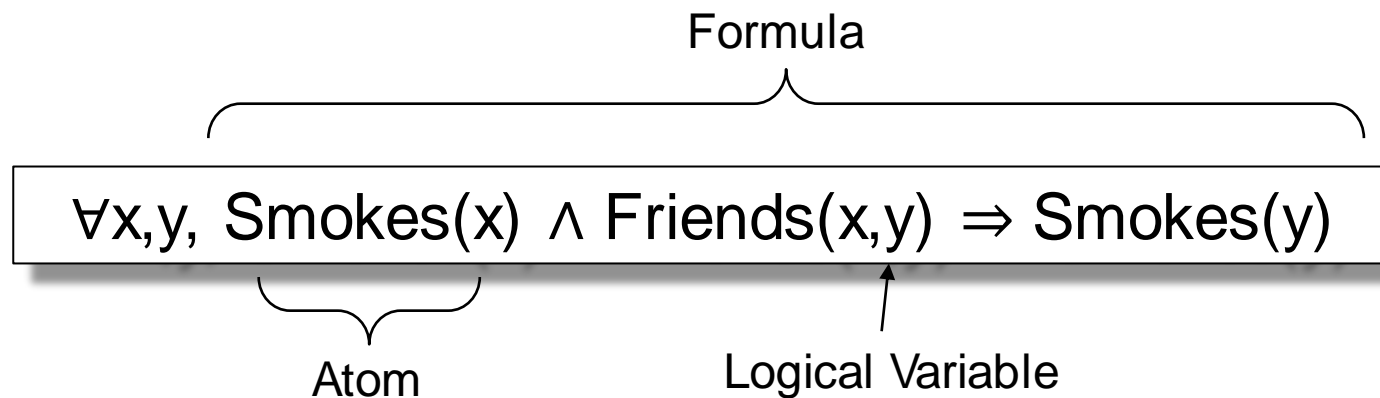 Formula
∀x,y, Smokes(x) ∧ Friends(x,y) ⇒ Smokes(y)
Atom
Logical Variable